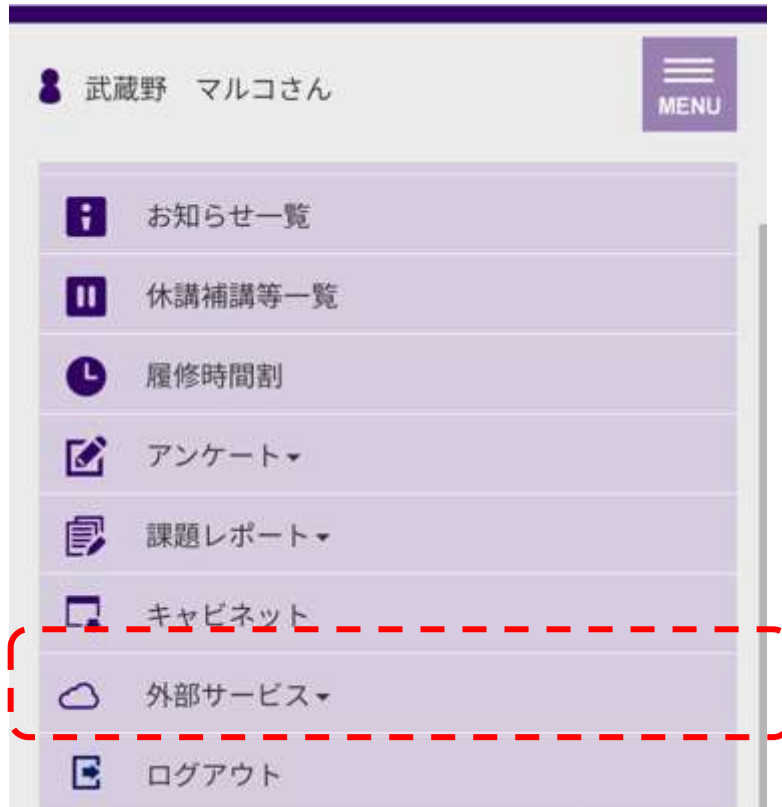 武蔵野　マルコさん
MENU
お知らせ一覧
休講補講等一覧
履修時間割
アンケート
課題レポート
キャビネット
外部サービス
ログアウト